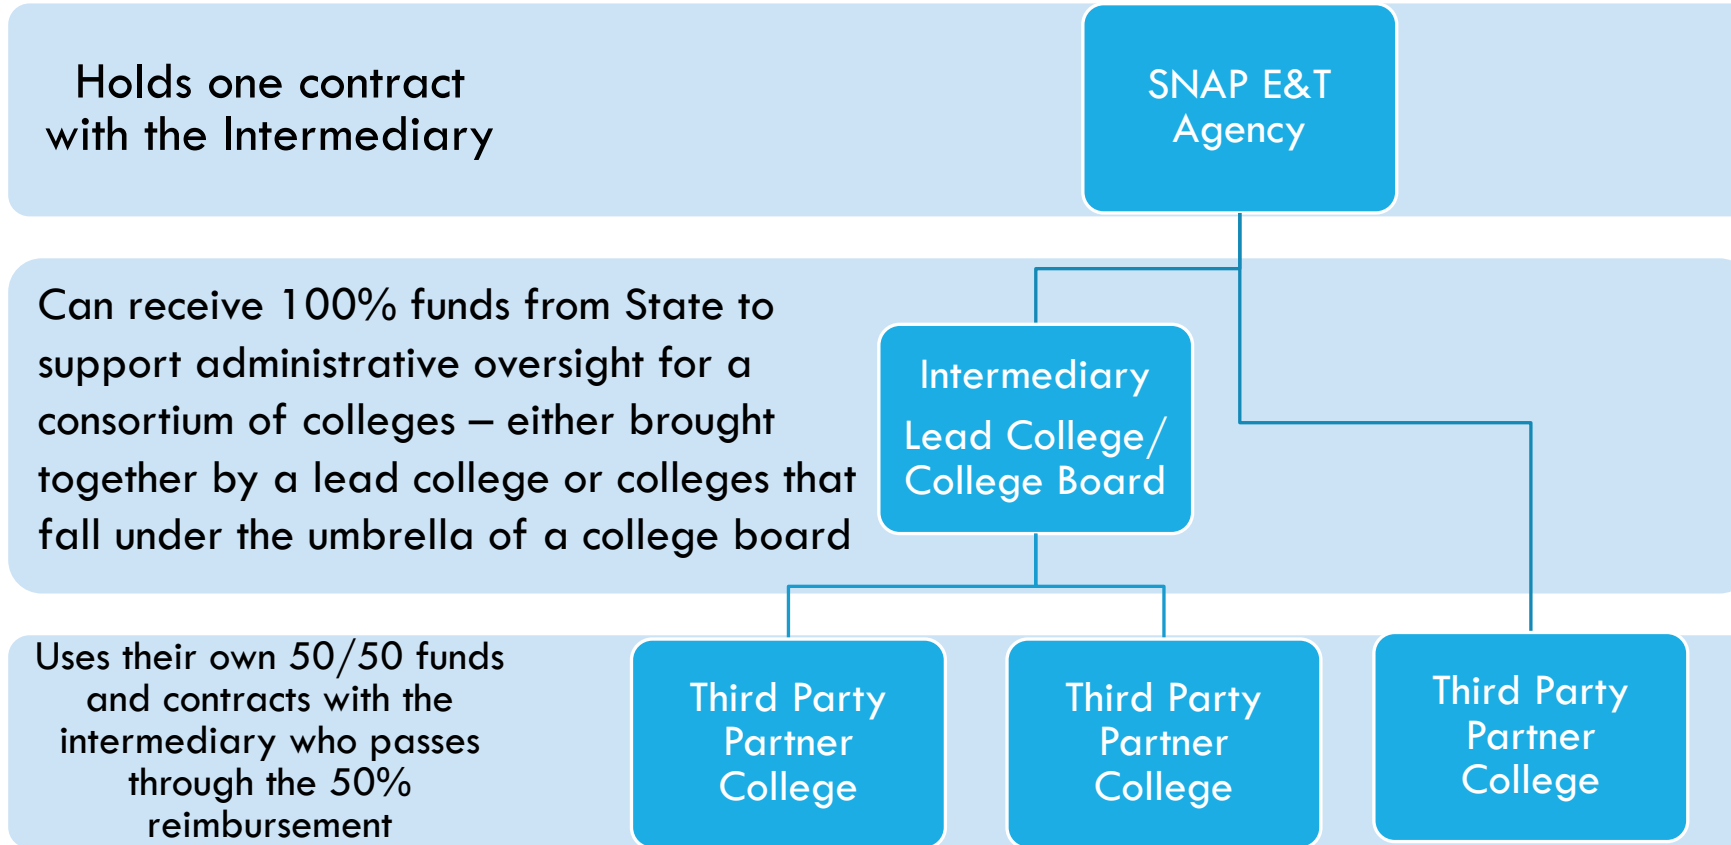 Holds one contract
with the Intermediary
SNAP E&T
Agency
Can receive 100% funds from State to
support administrative oversight for a
consortium of colleges – either brought
together by a lead college or colleges that
fall under the umbrella of a college board
Intermediary
Lead College/
College Board
Uses their own 50/50 funds
and contracts with the
intermediary who passes
through the 50%
reimbursement
Third Party
Partner
College
Third Party
Partner
College
Third Party
Partner
College